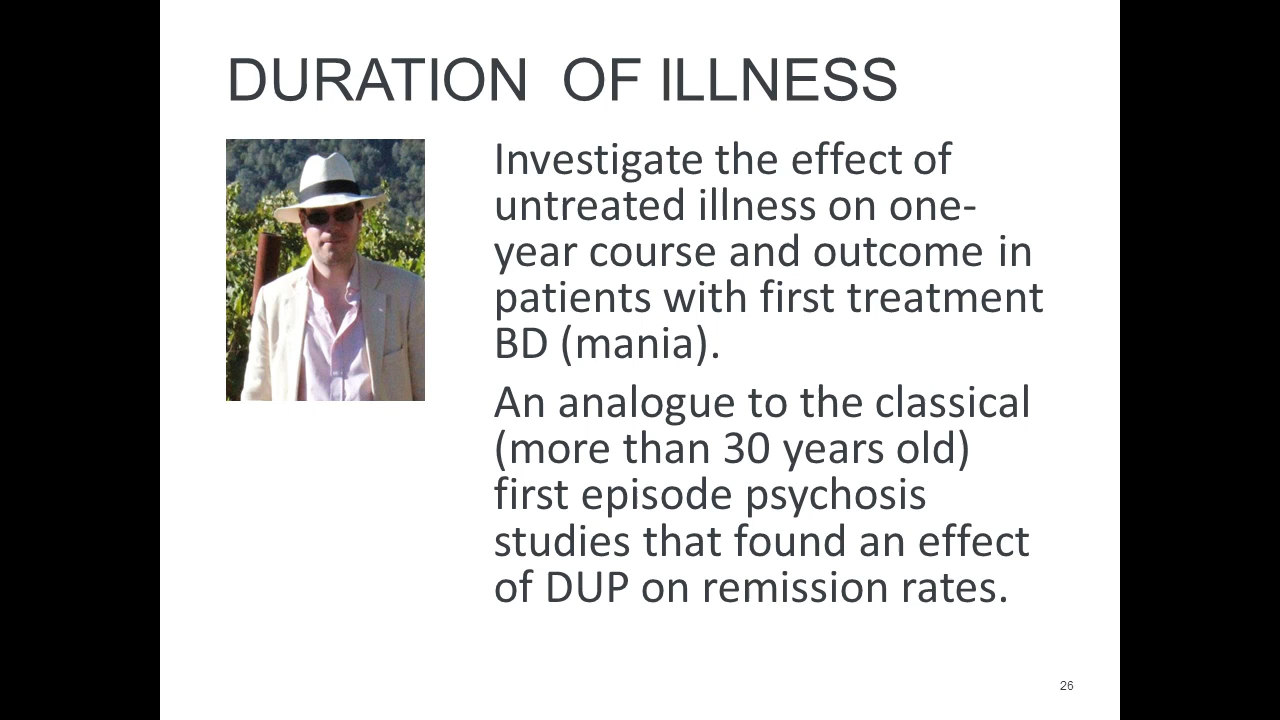 DURATION  OF ILLNESS
Investigate the effect of
untreated illness on one-
year course and outcome in
patients with first treatment
BD (mania).
An analogue to the classical
(more than 30 years old)
first episode psychosis
studies that found an effect
of DUP on remission rates.
26